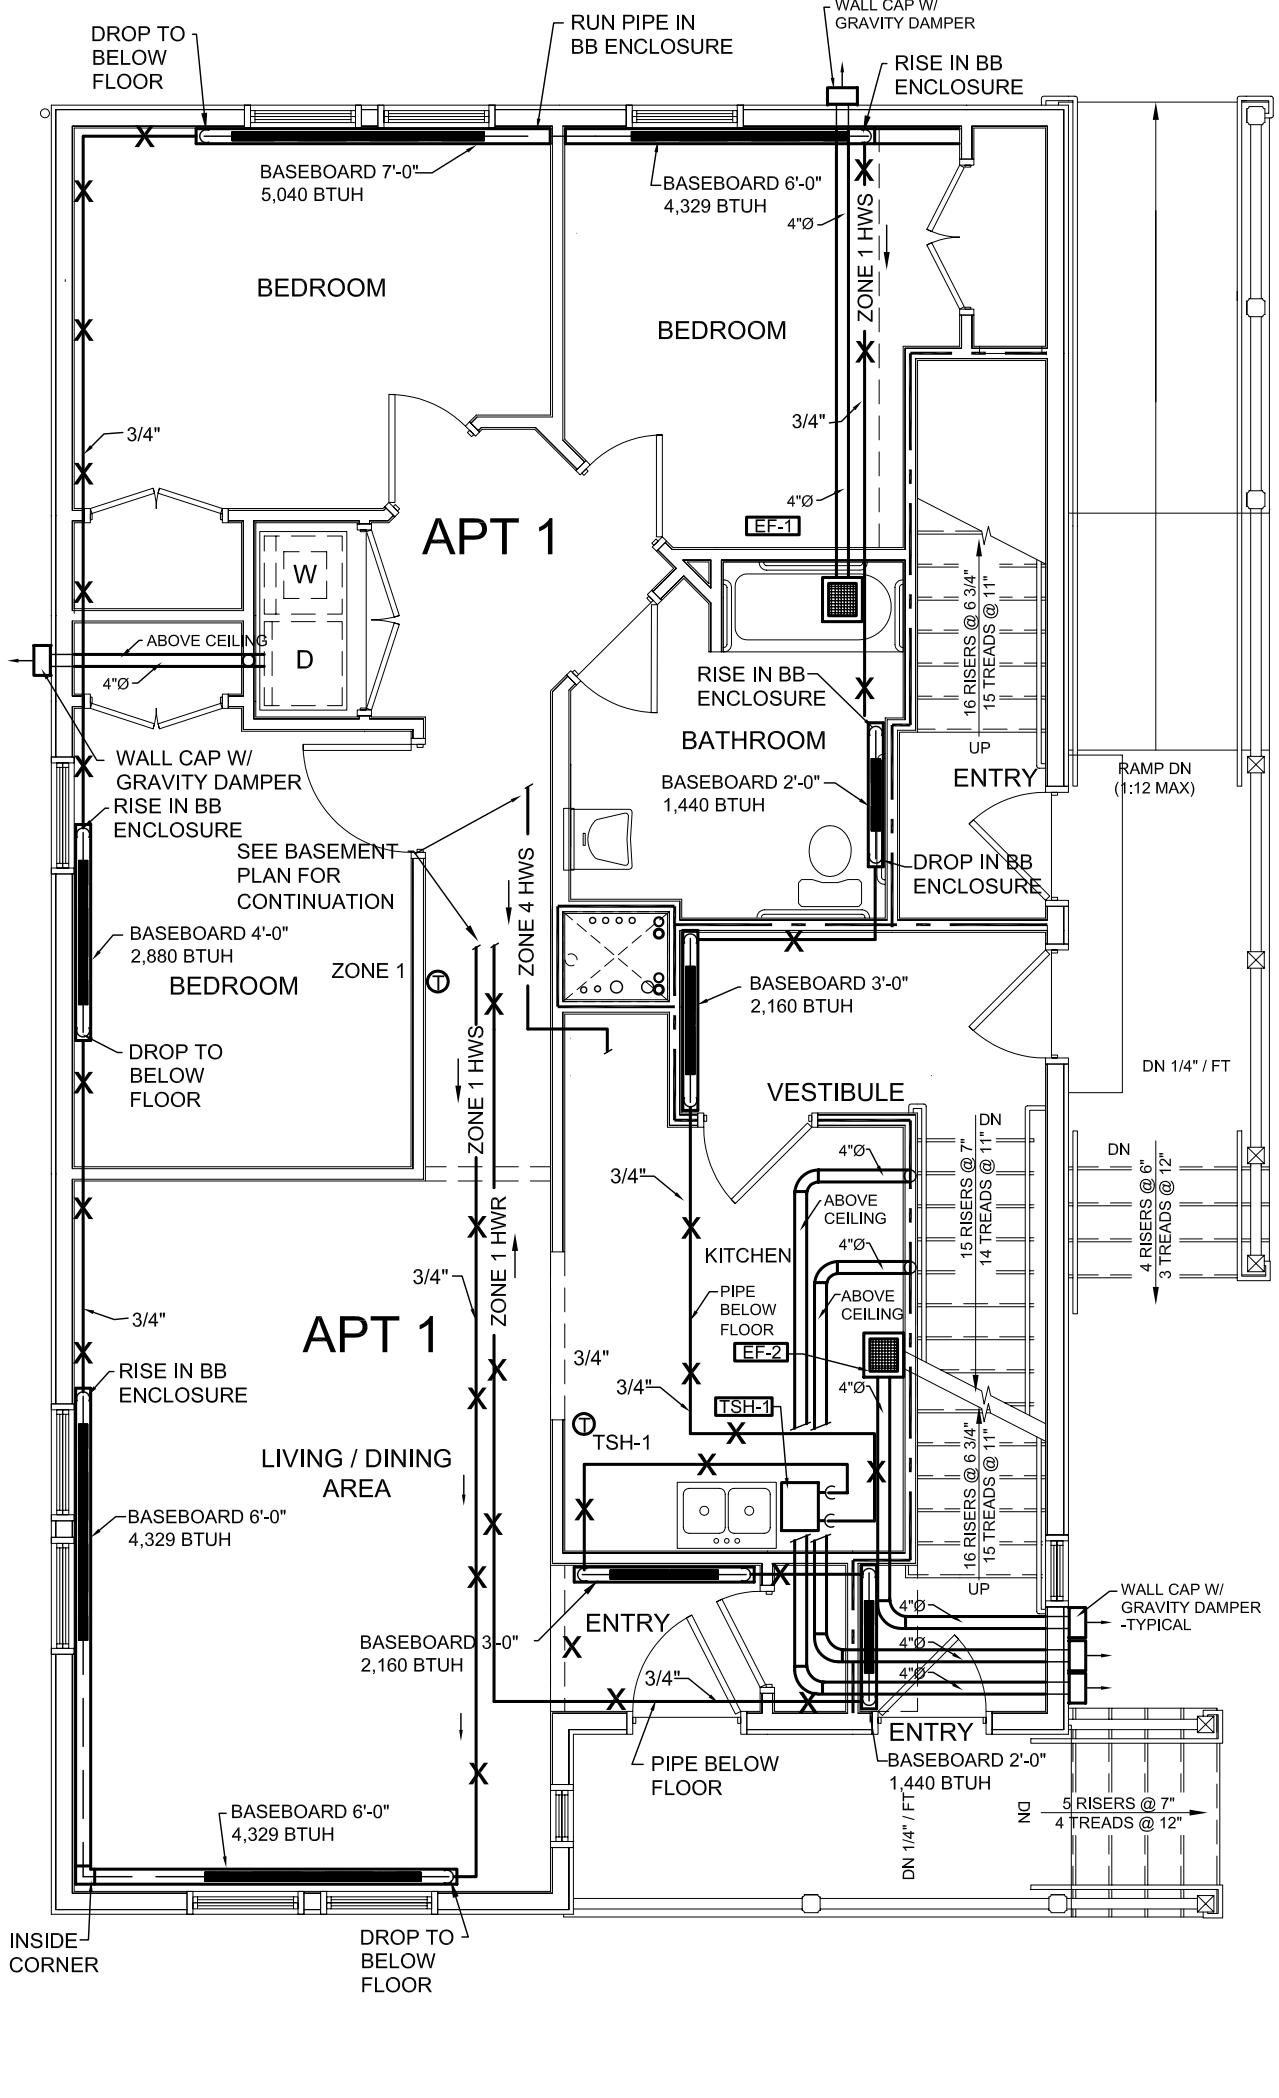 WALL CAP W/
GRAVITY DAMPER
DROP TO
BELOW
FLOOR
RUN PIPE IN
BB ENCLOSURE
RISE IN BB
ENCLOSURE
X
BASEBOARD 7'-0"
5,040 BTUH
BASEBOARD 6'-0"
4,329 BTUH
X
X
4"Ø
ZONE 1 HWS
BEDROOM
BEDROOM
X
X
3/4"
3/4"
X
4"Ø
EF-1
APT 1
W
X
16 RISERS @ 6 3/4"
15 TREADS @ 11"
ABOVE CEILING
D
4"Ø
RISE IN BB
ENCLOSURE
X
UP
BATHROOM
WALL CAP W/
GRAVITY DAMPER
X
ENTRY
RAMP DN
(1:12 MAX)
BASEBOARD 2'-0"
1,440 BTUH
RISE IN BB
ENCLOSURE
SEE BASEMENT
PLAN FOR
CONTINUATION
DROP IN BB
ENCLOSURE
ZONE 4 HWS
BASEBOARD 4'-0"
2,880 BTUH
X
ZONE 1
T
BEDROOM
BASEBOARD 3'-0"
2,160 BTUH
X
DROP TO
BELOW
FLOOR
X
ZONE 1 HWS
DN 1/4" / FT
VESTIBULE
DN
DN
15 RISERS @ 7"
14 TREADS @ 11"
4 RISERS @ 6"
3 TREADS @ 12"
4"Ø
3/4"
X
ABOVE
CEILING
X
X
ZONE 1 HWR
KITCHEN
4"Ø
3/4"
PIPE
BELOW
FLOOR
ABOVE
CEILING
3/4"
APT 1
X
3/4"
EF-2
RISE IN BB
ENCLOSURE
X
X
X
3/4"
4"Ø
TSH-1
T
TSH-1
X
LIVING / DINING
AREA
X
X
16 RISERS @ 6 3/4"
15 TREADS @ 11"
BASEBOARD 6'-0"
4,329 BTUH
X
X
X
X
UP
WALL CAP W/
GRAVITY DAMPER
-TYPICAL
4"Ø
ENTRY
BASEBOARD 3-0"
2,160 BTUH
X
4"Ø
3/4"
4"Ø
X
X
ENTRY
PIPE BELOW
FLOOR
BASEBOARD 2'-0"
1,440 BTUH
X
BASEBOARD 6'-0"
4,329 BTUH
DN 1/4" / FT
DN
5 RISERS @ 7"
4 TREADS @ 12"
INSIDE
CORNER
DROP TO
BELOW
FLOOR